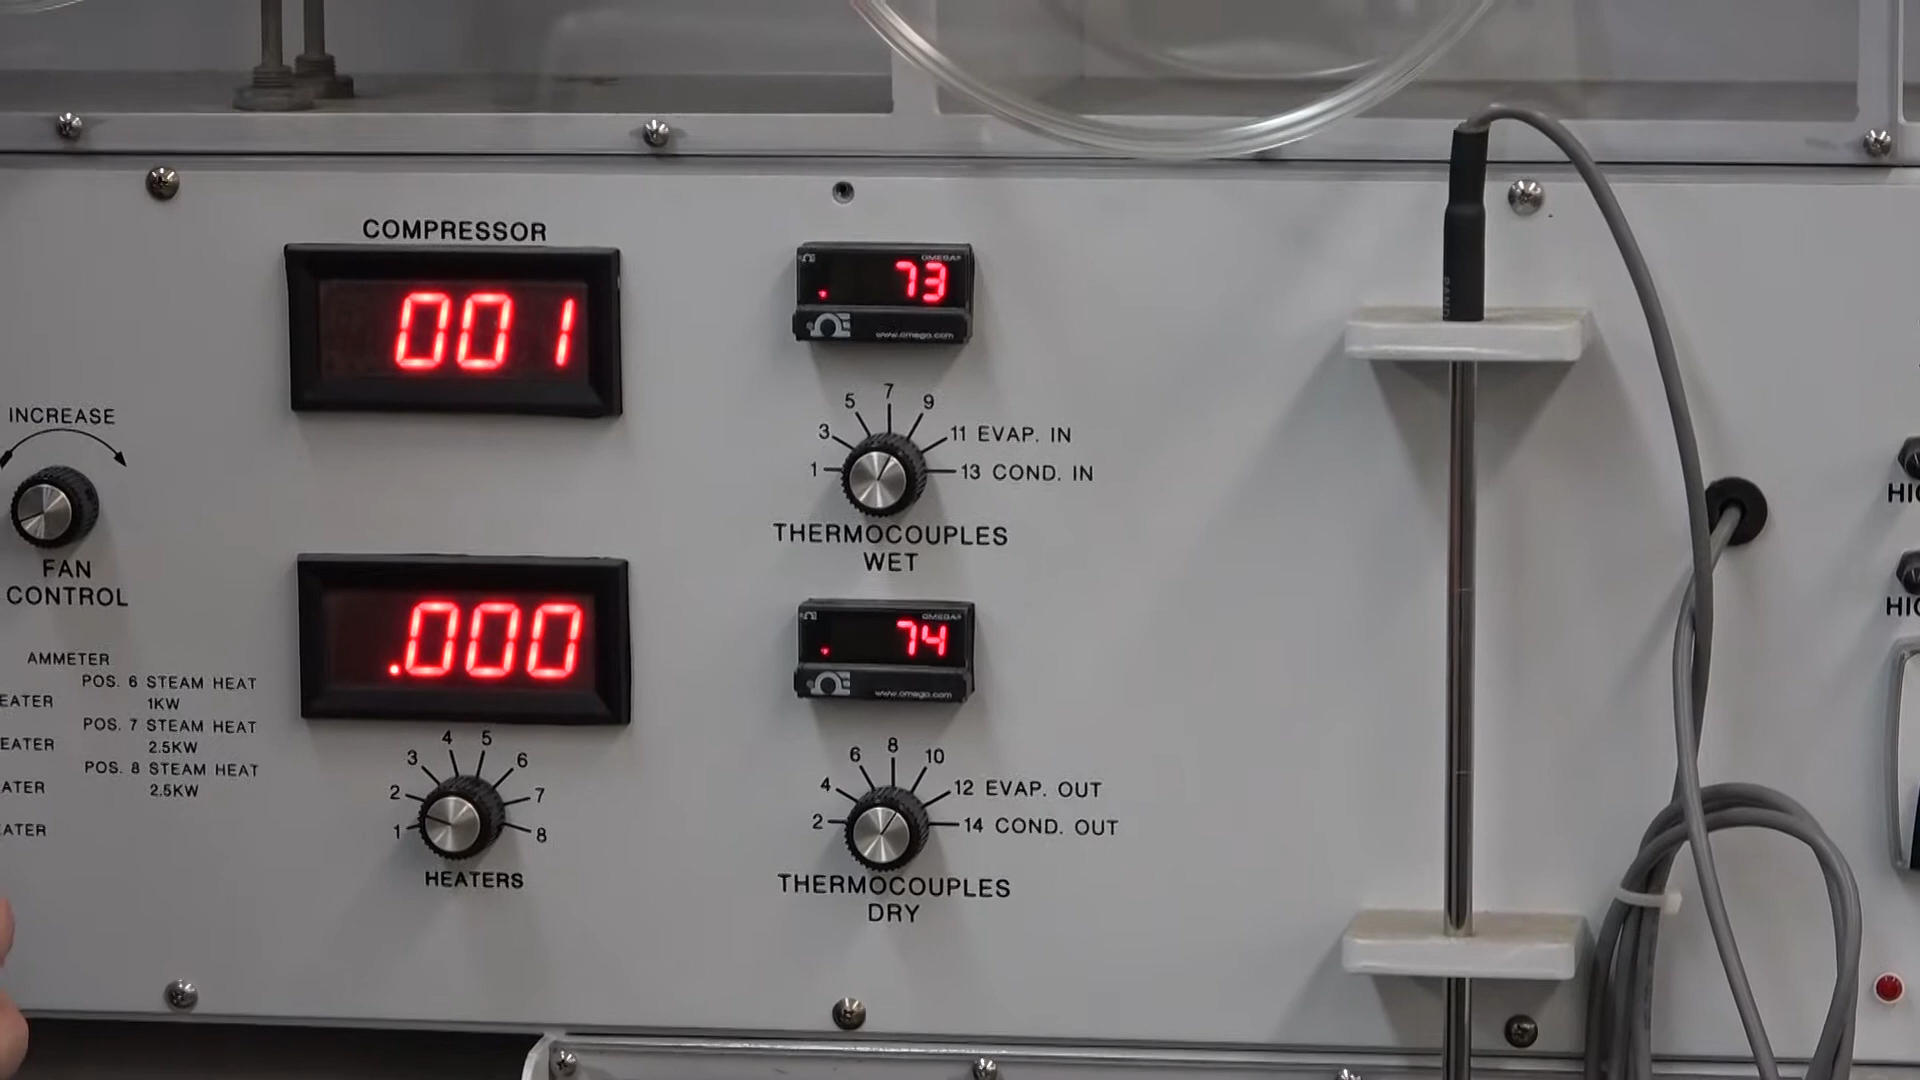 COMPRESSOR
001
OMEGA
73
www.omega.com
INCREASE
FAN
CONTROL
1
3
5
7
9
11 EVAP. IN
13 COND. IN
THERMOCOUPLES
WET
.000
OMEGA
74
www.omega.com
AMMETER
POS. 6 STEAM HEAT
1KW
POS. 7 STEAM HEAT
2.5KW
POS. 8 STEAM HEAT
2.5KW
EATER
EATER
ATER
ATER
1
2
3
4
5
6
7
8
HEATERS
2
4
6
8
10
12 EVAP. OUT
14 COND. OUT
THERMOCOUPLES
DRY